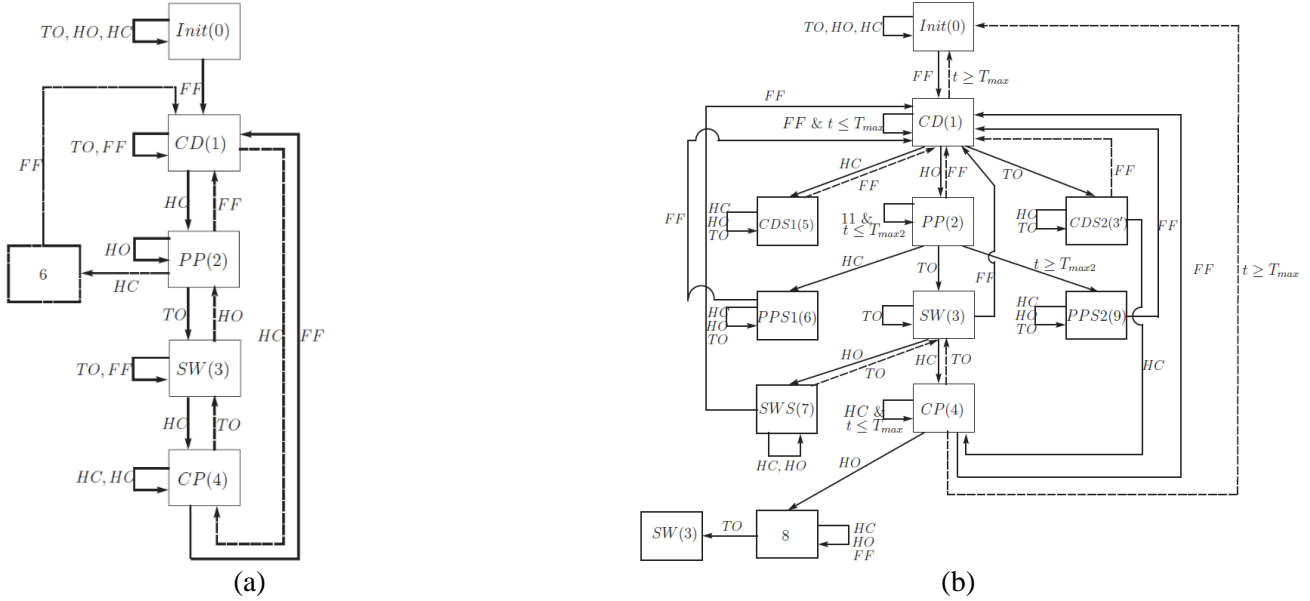 TO, HO, HC
Init(0)
FF
FF
CD(1)
TO, FF
HO
FF
6
HO
PP(2)
HC
TO
HO
HC
FF
TO, FF
SW(3)
HC
TO
HC, HO
CP(4)
(a)
TO, HO, HC
Init(0)
FF
t ≥ T_max
FF
FF & t ≤ T_max
CD(1)
HC
FF
HO
FF
TO
FF
HC
HO
TO
CDS1(5)
11 &
t ≤ T_max2
PP(2)
HO
TO
CDS2(3')
FF
HC
TO
t ≥ T_max2
FF
FF
FF
t ≥ T_max
HC
HO
TO
PPS1(6)
TO
SW(3)
HC
HO
TO
PPS2(9)
HO
TO
HC
TO
HC
SWS(7)
HC &
t ≤ T_max
CP(4)
HC, HO
HO
SW(3)
TO
8
HC
HO
FF
(b)